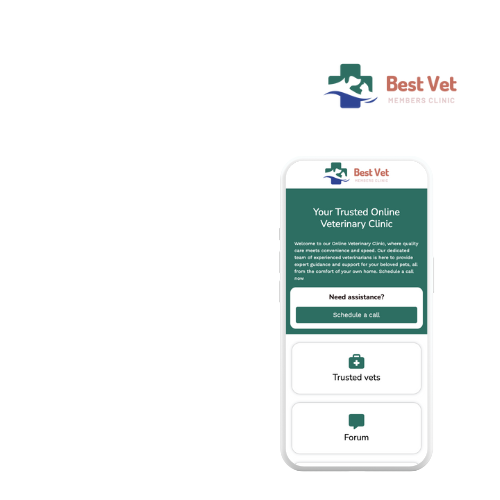 Best Vet
MEMBERS CLINIC
Best Vet
MEMBERS CLINIC
Your Trusted Online
Veterinary Clinic
Welcome to our Online Veterinary Clinic, where quality
care meets convenience and speed. Our dedicated
team of experienced veterinarians is here to provide
expert guidance and support for your beloved pets, all
from the comfort of your own home. Schedule a call
now.
Need assistance?
Schedule a call
Trusted vets
Forum